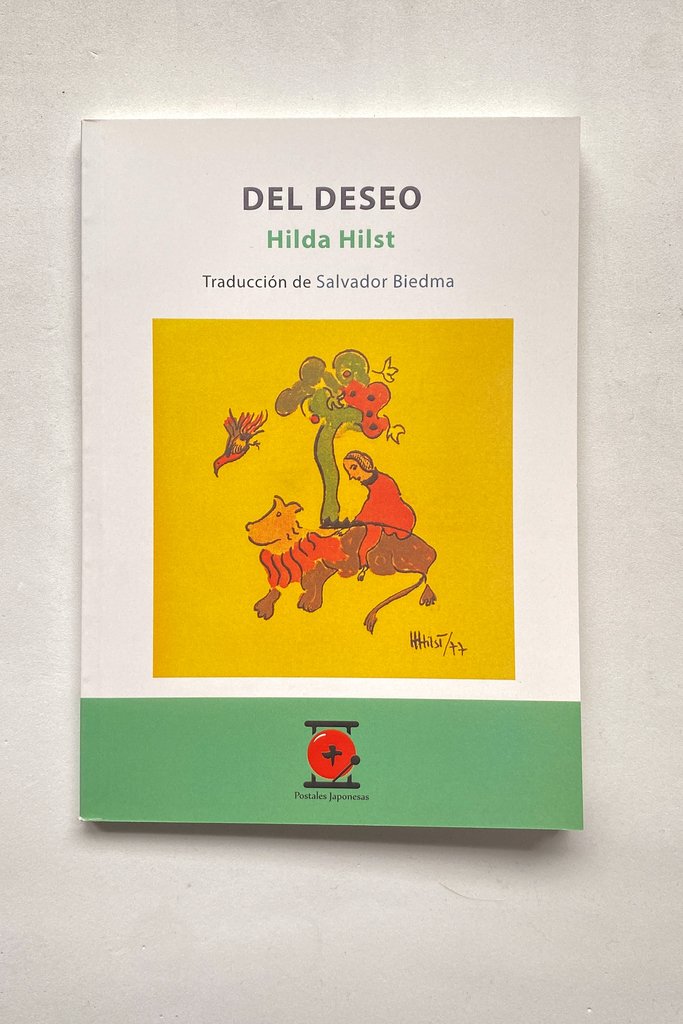 DEL DESEO
Hilda Hilst
Traducción de Salvador Biedma
HHilst/77
Postales Japonesas